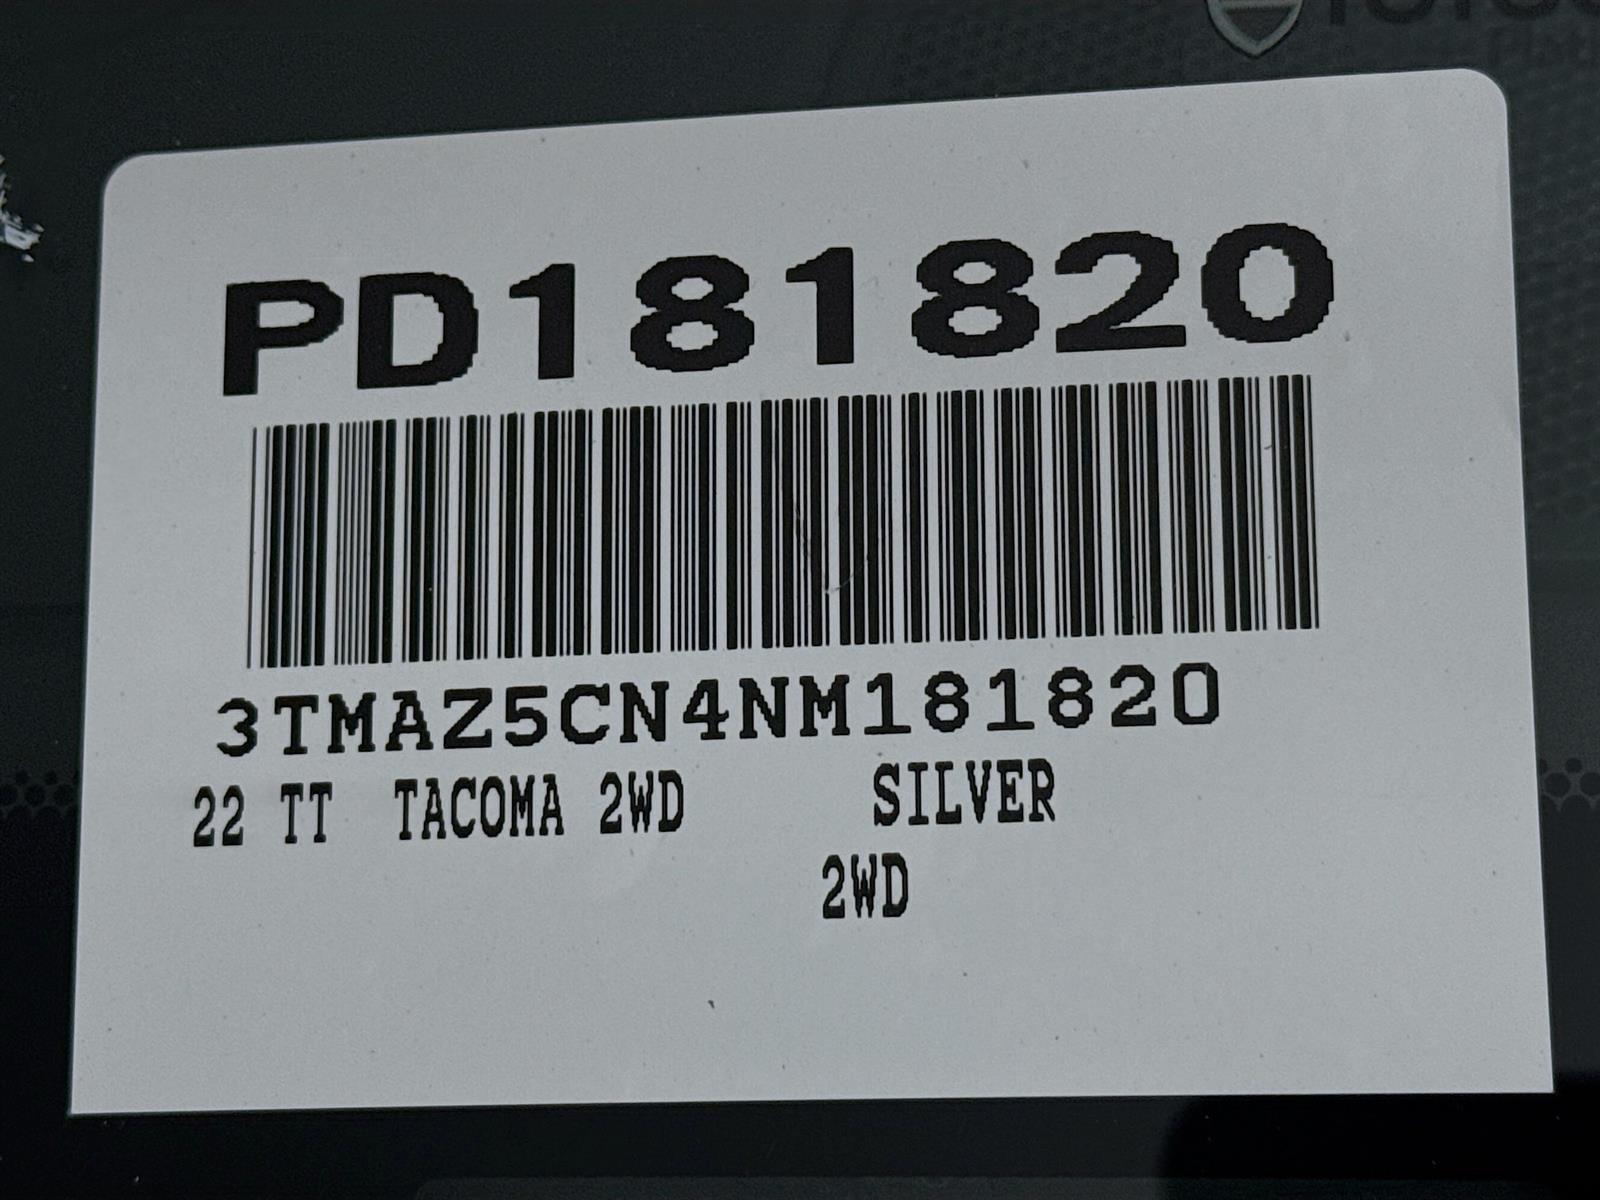 PD181820
3TMAZ5CN4NM181820
22 TT TACOMA 2WD SILVER
2WD